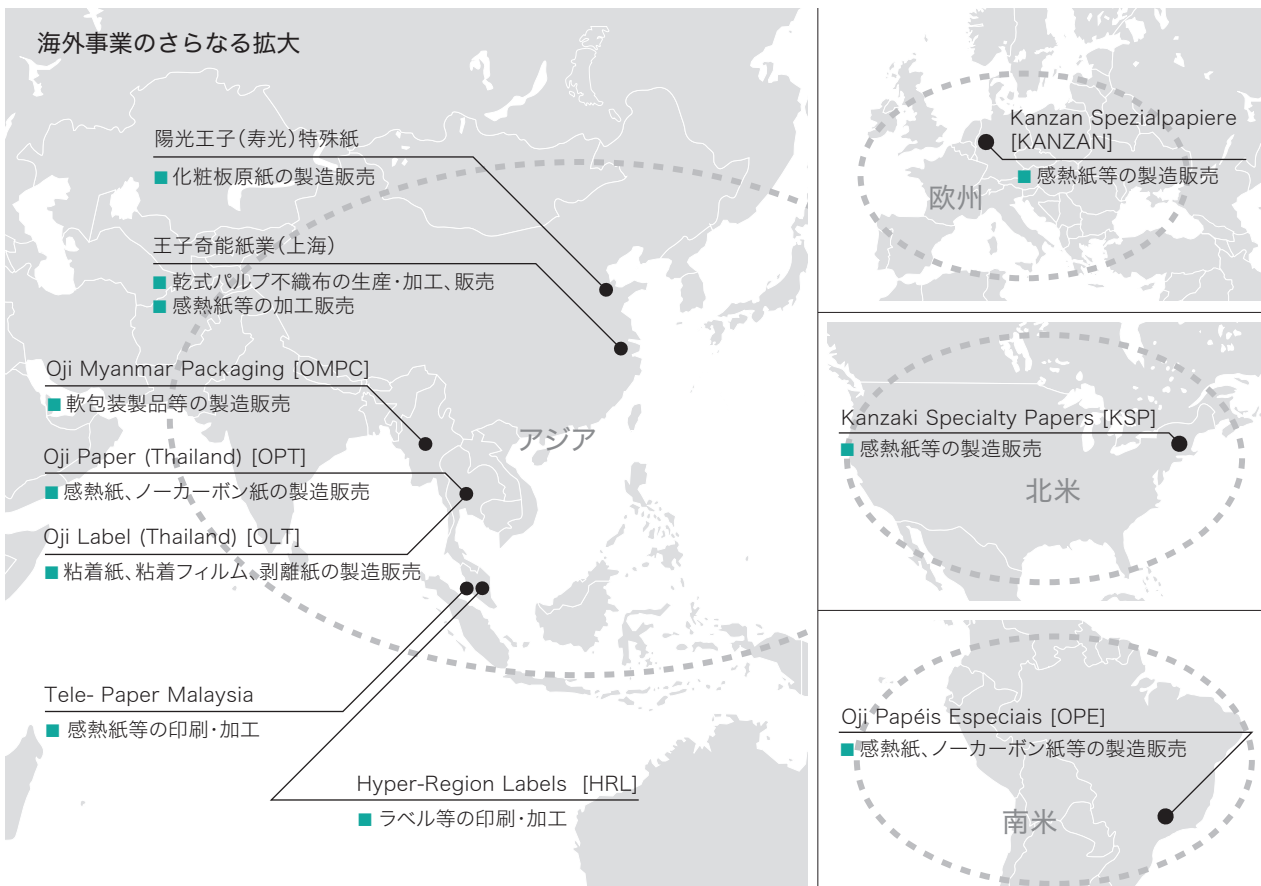 海外事業のさらなる拡大
陽光王子(寿光)特殊紙
■ 化粧板原紙の製造販売
王子奇能紙業(上海)
■ 乾式パルプ不織布の生産・加工、販売
■ 感熱紙等の加工販売
Oji Myanmar Packaging [OMPC]
■ 軟包装製品等の製造販売
アジア
Oji Paper (Thailand) [OPT]
■ 感熱紙、ノーカーボン紙の製造販売
Oji Label (Thailand) [OLT]
■ 粘着紙、粘着フィルム、剥離紙の製造販売
Tele- Paper Malaysia
■ 感熱紙等の印刷・加工
Hyper-Region Labels [HRL]
■ ラベル等の印刷・加工
Kanzan Spezialpapiere
[KANZAN]
■ 感熱紙等の製造販売
欧州
Kanzaki Specialty Papers [KSP]
■ 感熱紙等の製造販売
北米
Oji Papéis Especiais [OPE]
■ 感熱紙、ノーカーボン紙等の製造販売
南米